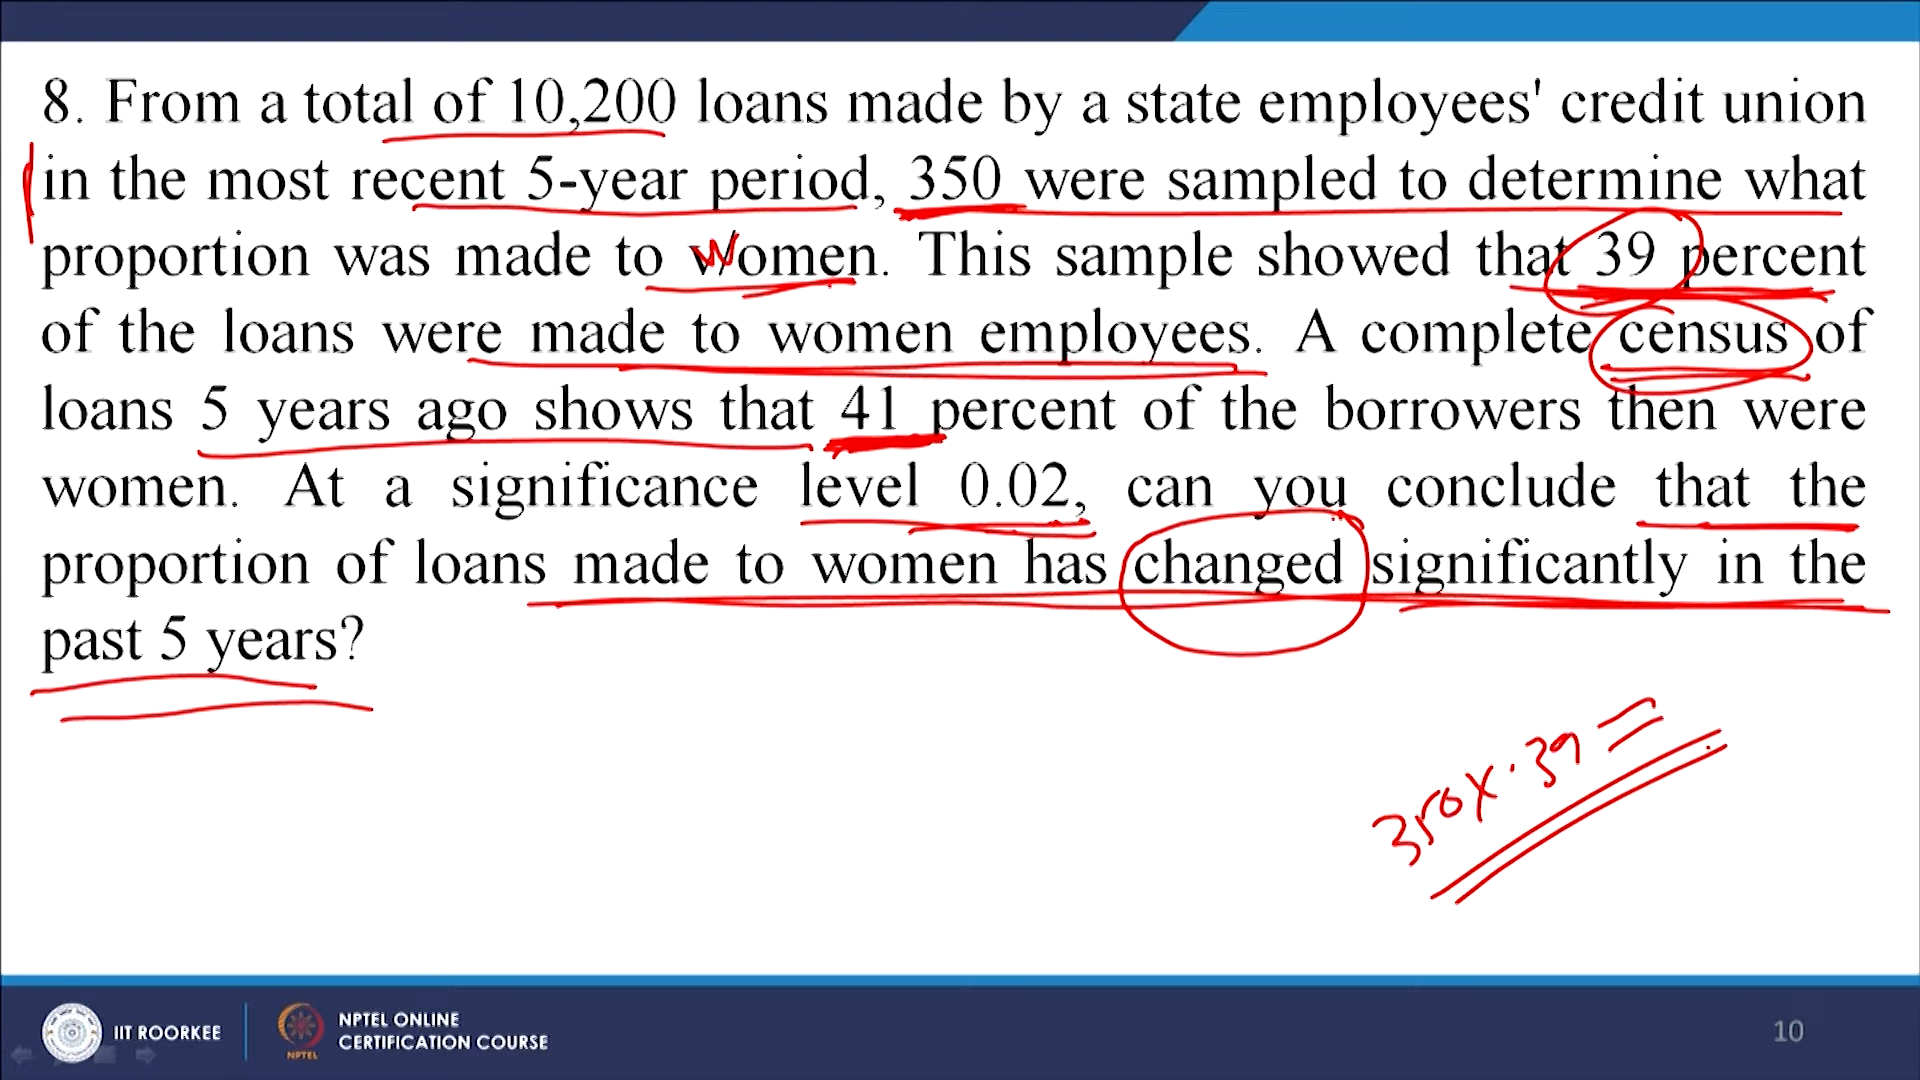 8. From a total of 10,200 loans made by a state employees' credit union
in the most recent 5-year period, 350 were sampled to determine what
proportion was made to women. This sample showed that 39 percent
of the loans were made to women employees. A complete census of
loans 5 years ago shows that 41 percent of the borrowers then were
women. At a significance level 0.02, can you conclude that the
proportion of loans made to women has changed significantly in the
past 5 years?
350x.39=
IIT ROORKEE
NPTEL
NPTEL ONLINE
CERTIFICATION COURSE
10